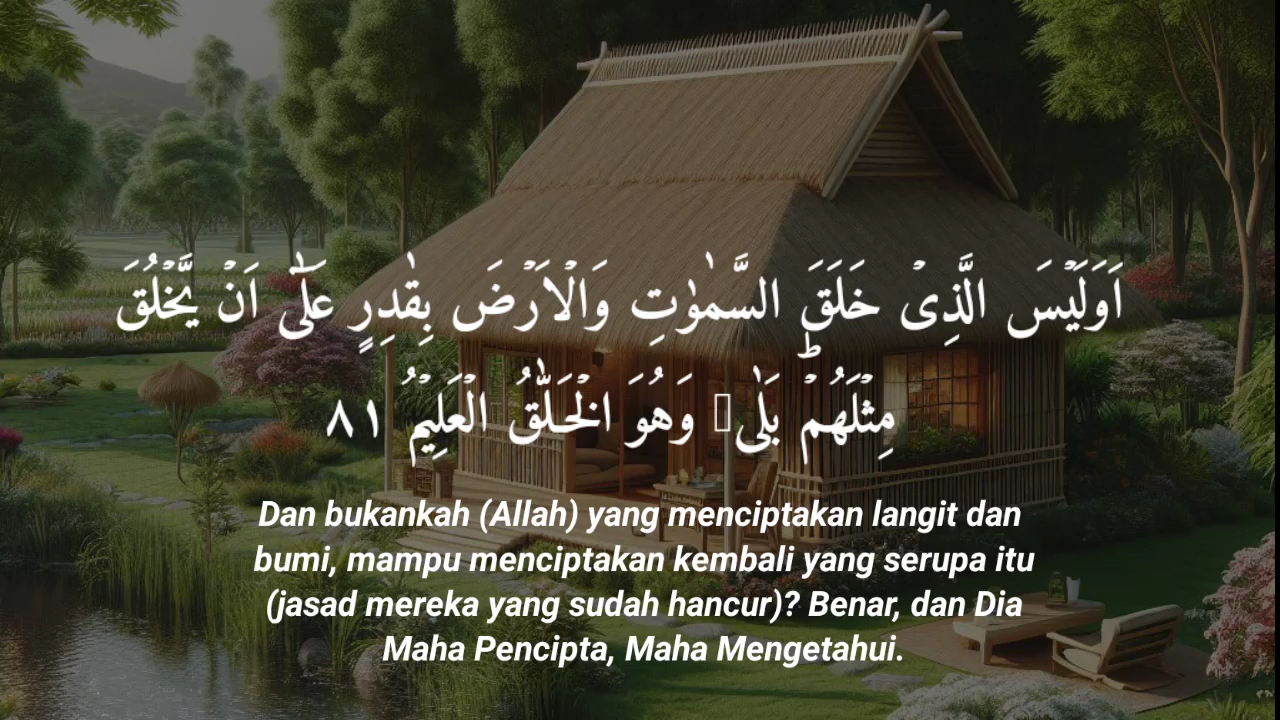 اَوَلَيۡسَ الَّذِىۡ خَلَقَ السَّمٰوٰتِ وَالۡاَرۡضَ بِقٰدِرٍ عَلٰٓى اَنۡ يَّخۡلُقَ
مِثۡلَهُمۡؕ بَلٰى وَهُوَ الۡخَـلّٰقُ الۡعَلِيۡمُ ٨١
Dan bukankah (Allah) yang menciptakan langit dan
bumi, mampu menciptakan kembali yang serupa itu
(jasad mereka yang sudah hancur)? Benar, dan Dia
Maha Pencipta, Maha Mengetahui.